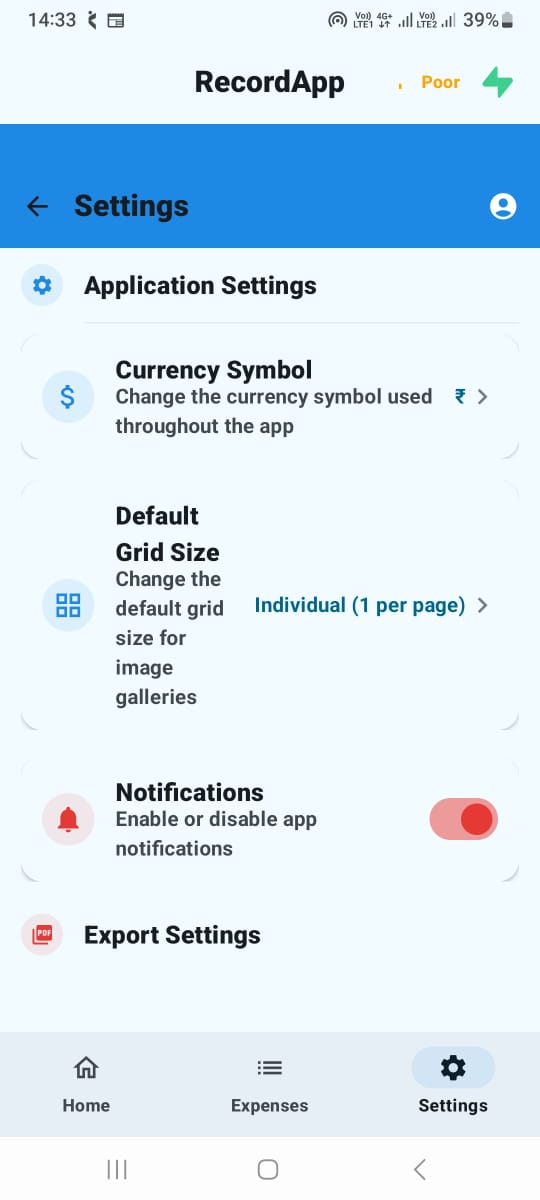 14:33 Vo)) LTE1 4G+ Vo)) LTE2 39%
RecordApp Poor
Settings
Application Settings
$
Currency Symbol
Change the currency symbol used
throughout the app
₹
Default
Grid Size
Change the
default grid
size for
image
galleries
Individual (1 per page)
Notifications
Enable or disable app
notifications
PDF
Export Settings
Home Expenses Settings